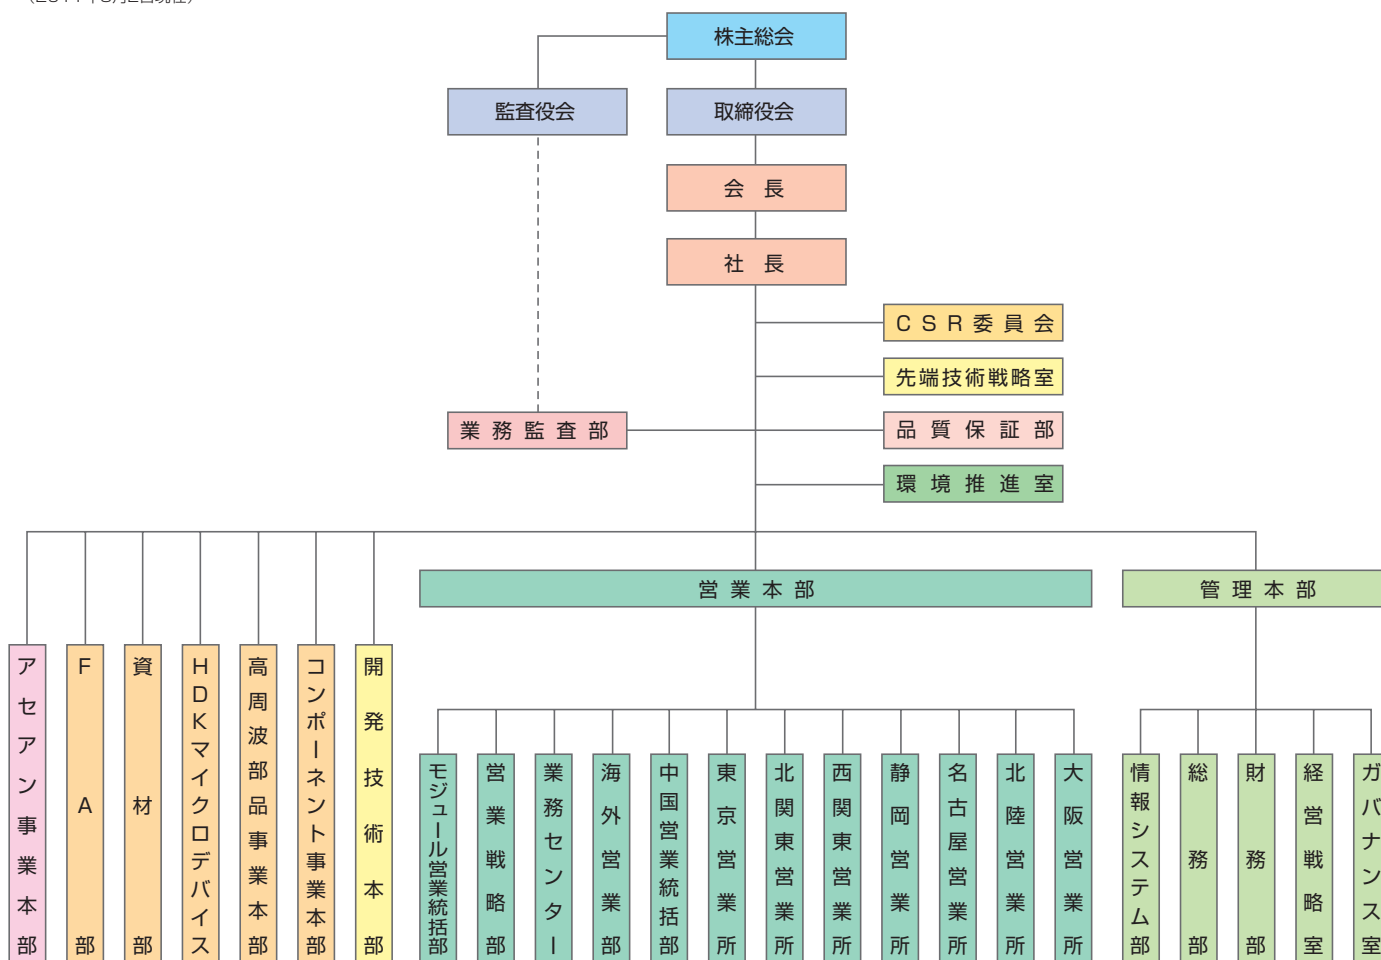 株主総会
監査役会
取締役会
会長
社長
CSR委員会
先端技術戦略室
業務監査部
品質保証部
環境推進室
営業本部
管理本部
アセアン事業本部
FA部
資材部
HDKマイクロデバイス
高周波部品事業本部
コンポーネント事業本部
開発技術本部
モジュール営業統括部
営業戦略部
業務センター
海外営業部
中国営業統括部
東京営業所
北関東営業所
西関東営業所
静岡営業所
名古屋営業所
北陸営業所
大阪営業所
情報システム部
総務部
財務部
経営戦略室
ガバナンス室